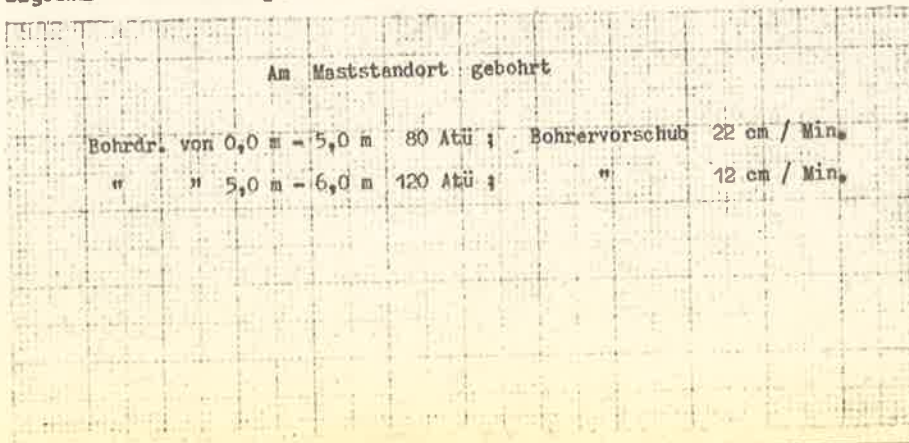 Am Maststandort gebohrt
Bohrdr. von 0,0 m - 5,0 m 80 Atü ; Bohrervorschub 22 cm / Min.
" " 5,0 m - 6,0 m 120 Atü ; " 12 cm / Min.